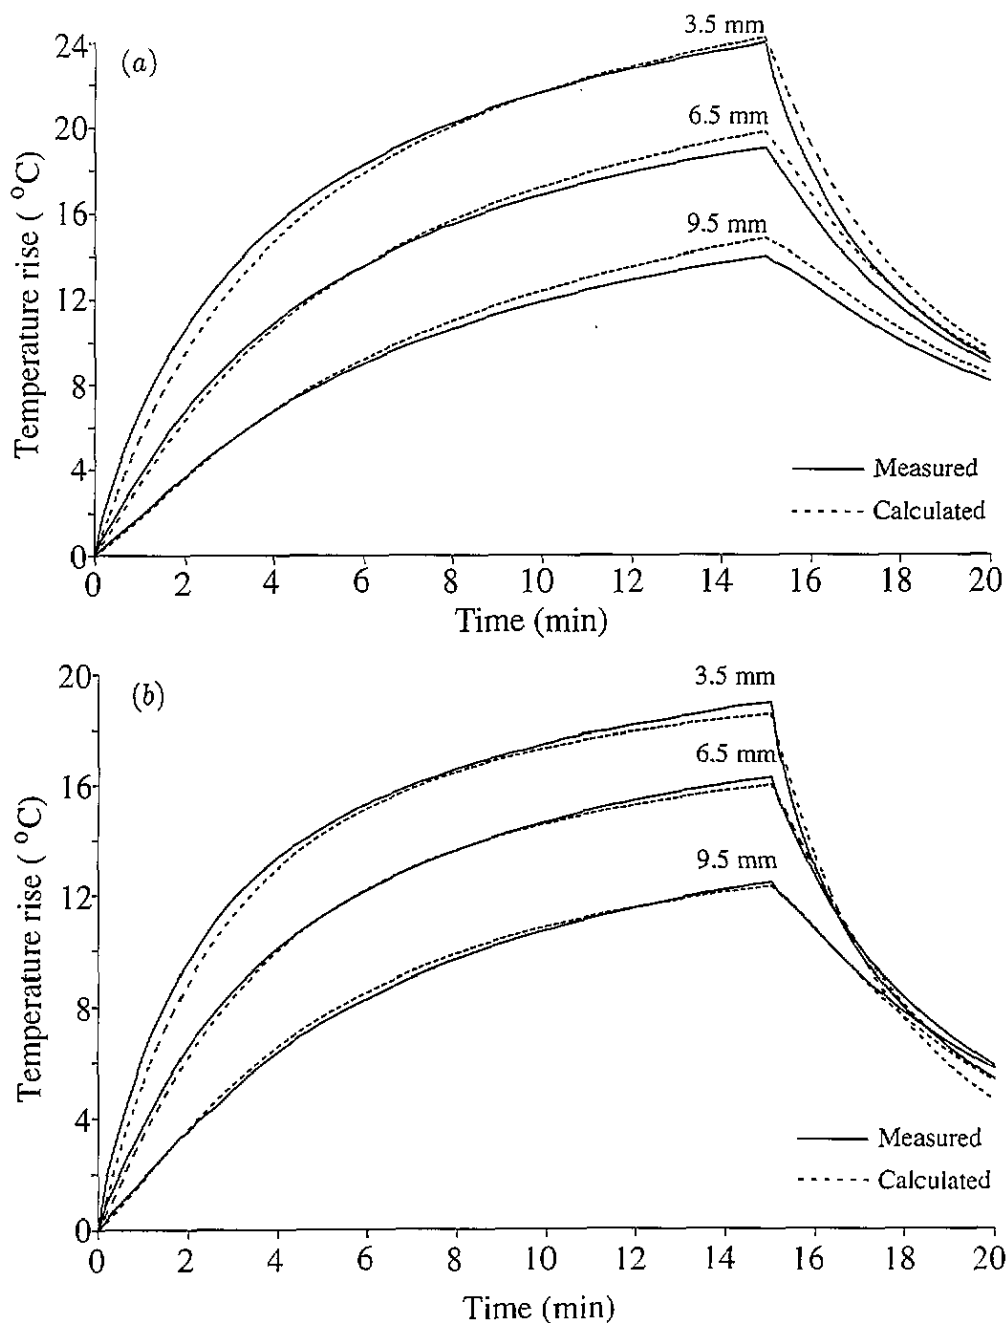 (a)
3.5 mm
6.5 mm
9.5 mm
24
20
16
12
8
4
0
Temperature rise ( °C)
Measured
Calculated
0 2 4 6 8 10 12 14 16 18 20
Time (min)
(b)
3.5 mm
6.5 mm
9.5 mm
20
16
12
8
4
0
Temperature rise ( °C)
Measured
Calculated
0 2 4 6 8 10 12 14 16 18 20
Time (min)